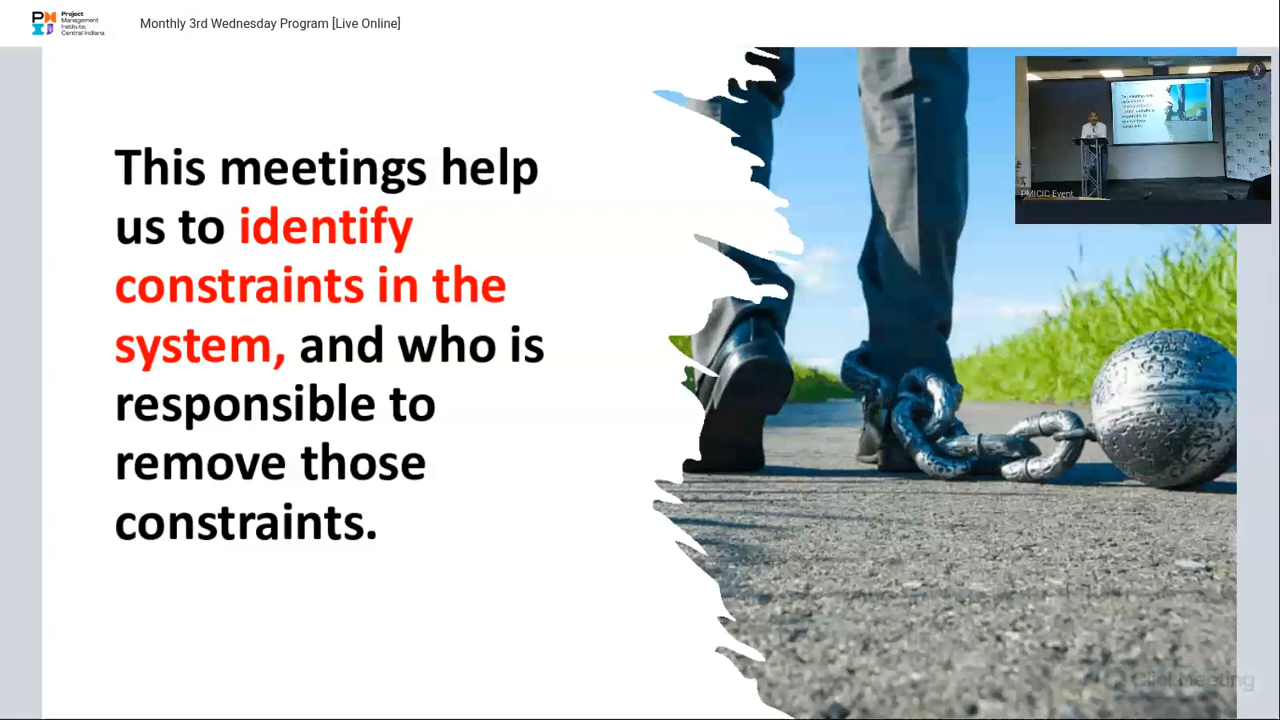 Project
Management
Institute.
Central Indiana
Monthly 3rd Wednesday Program [Live Online]
This meetings help
us to identify
constraints in the
system, and who is
responsible to
remove those
constraints.
PMICIC Event
ClickMeeting